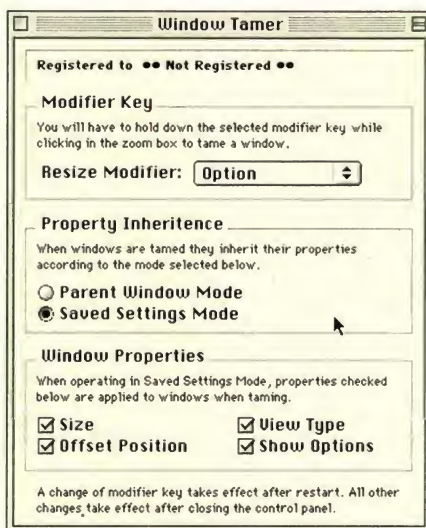 Window Tamer
Registered to •• Not Registered ••
Modifier Key
You will have to hold down the selected modifier key while
clicking in the zoom box to tame a window.
Resize Modifier: Option
Property Inheritence
When windows are tamed they inherit their properties
according to the mode selected below.
Parent Window Mode
Saved Settings Mode
Window Properties
When operating in Saved Settings Mode, properties checked
below are applied to windows when taming.
Size View Type
Offset Position Show Options
A change of modifier key takes effect after restart. All other
changes take effect after closing the control panel.